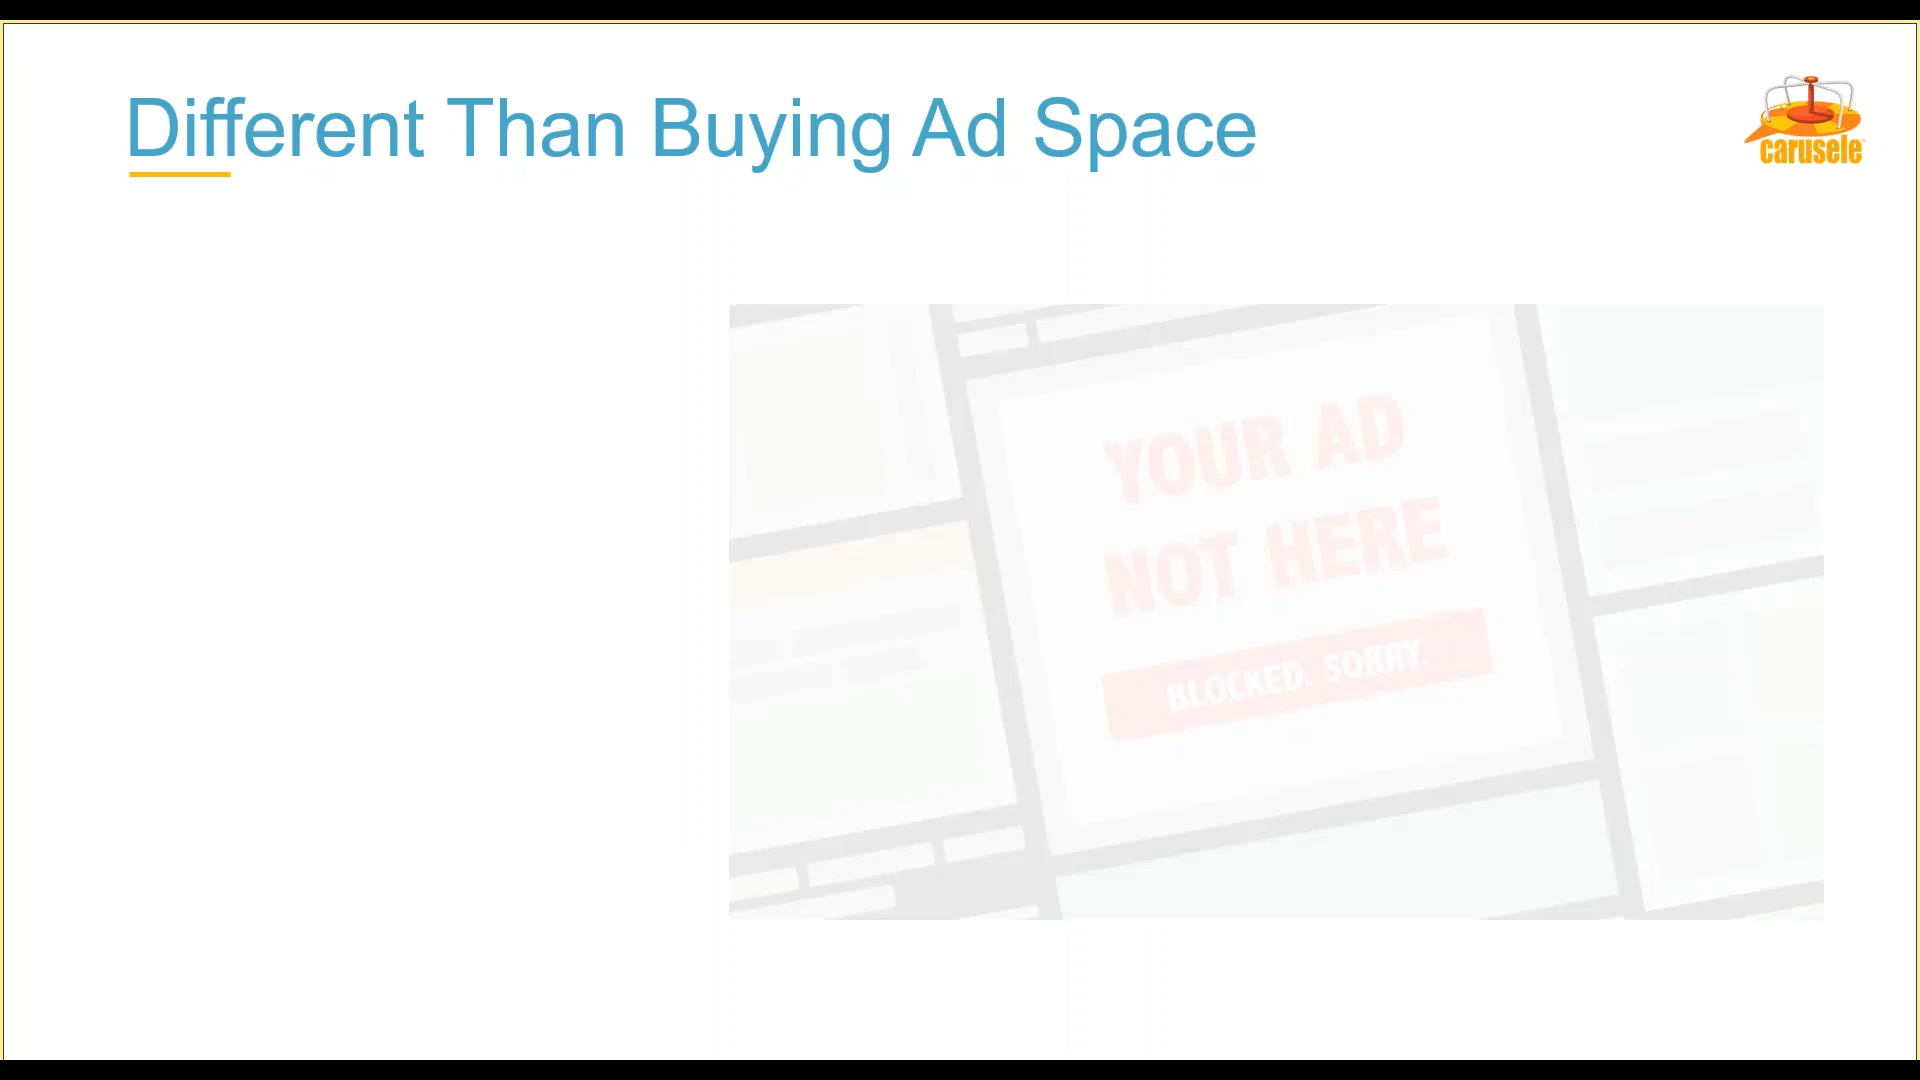 Different Than Buying Ad Space
carusele
YOUR AD
NOT HERE
BLOCKED. SORRY.